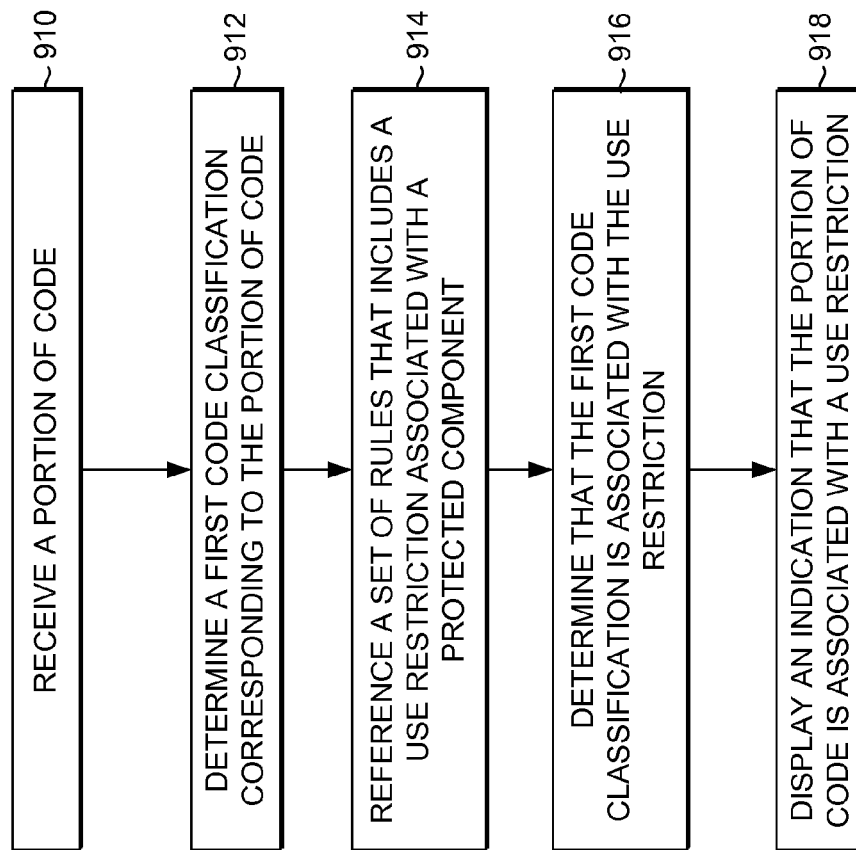 RECEIVE A PORTION OF CODE
910
DETERMINE A FIRST CODE CLASSIFICATION
CORRESPONDING TO THE PORTION OF CODE
912
REFERENCE A SET OF RULES THAT INCLUDES A
USE RESTRICTION ASSOCIATED WITH A
PROTECTED COMPONENT
914
DETERMINE THAT THE FIRST CODE
CLASSIFICATION IS ASSOCIATED WITH THE USE
RESTRICTION
916
DISPLAY AN INDICATION THAT THE PORTION OF
CODE IS ASSOCIATED WITH A USE RESTRICTION
918